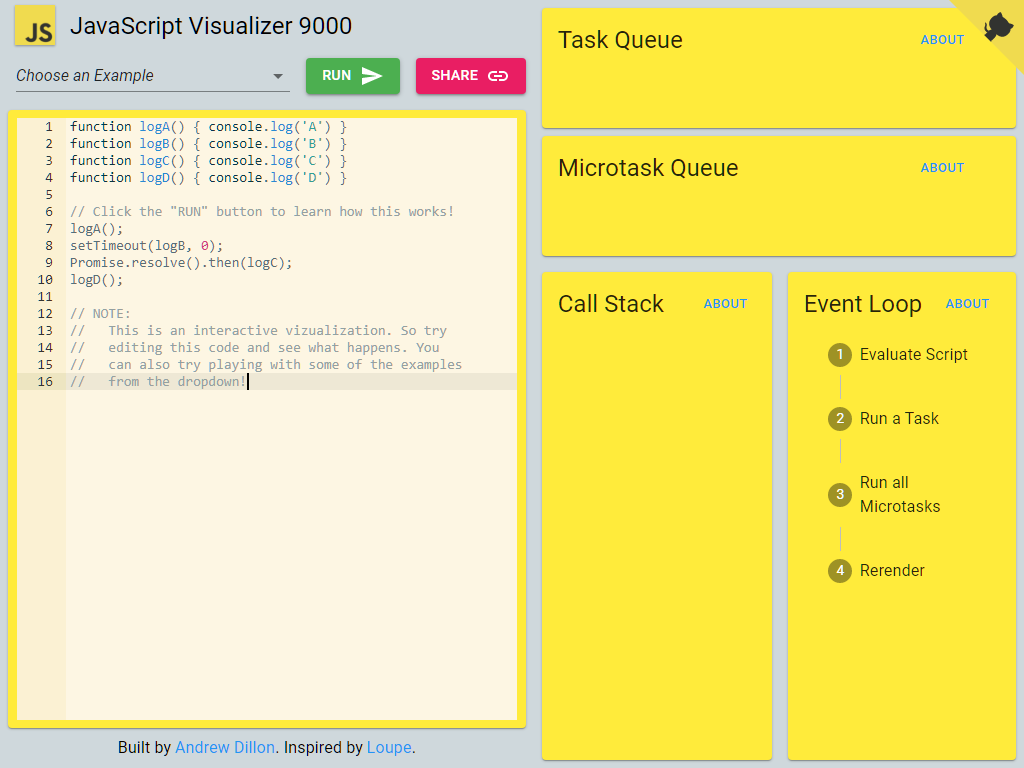 JS
JavaScript Visualizer 9000
Choose an Example
RUN
SHARE
1 function logA() { console.log('A') }
2 function logB() { console.log('B') }
3 function logC() { console.log('C') }
4 function logD() { console.log('D') }
5
6 // Click the "RUN" button to learn how this works!
7 logA();
8 setTimeout(logB, 0);
9 Promise.resolve().then(logC);
10 logD();
11
12 // NOTE:
13 //   This is an interactive vizualization. So try
14 //   editing this code and see what happens. You
15 //   can also try playing with some of the examples
16 //   from the dropdown!
Built by Andrew Dillon. Inspired by Loupe.
Task Queue
ABOUT
Microtask Queue
ABOUT
Call Stack
ABOUT
Event Loop
ABOUT
1 Evaluate Script
2 Run a Task
3 Run all
Microtasks
4 Rerender